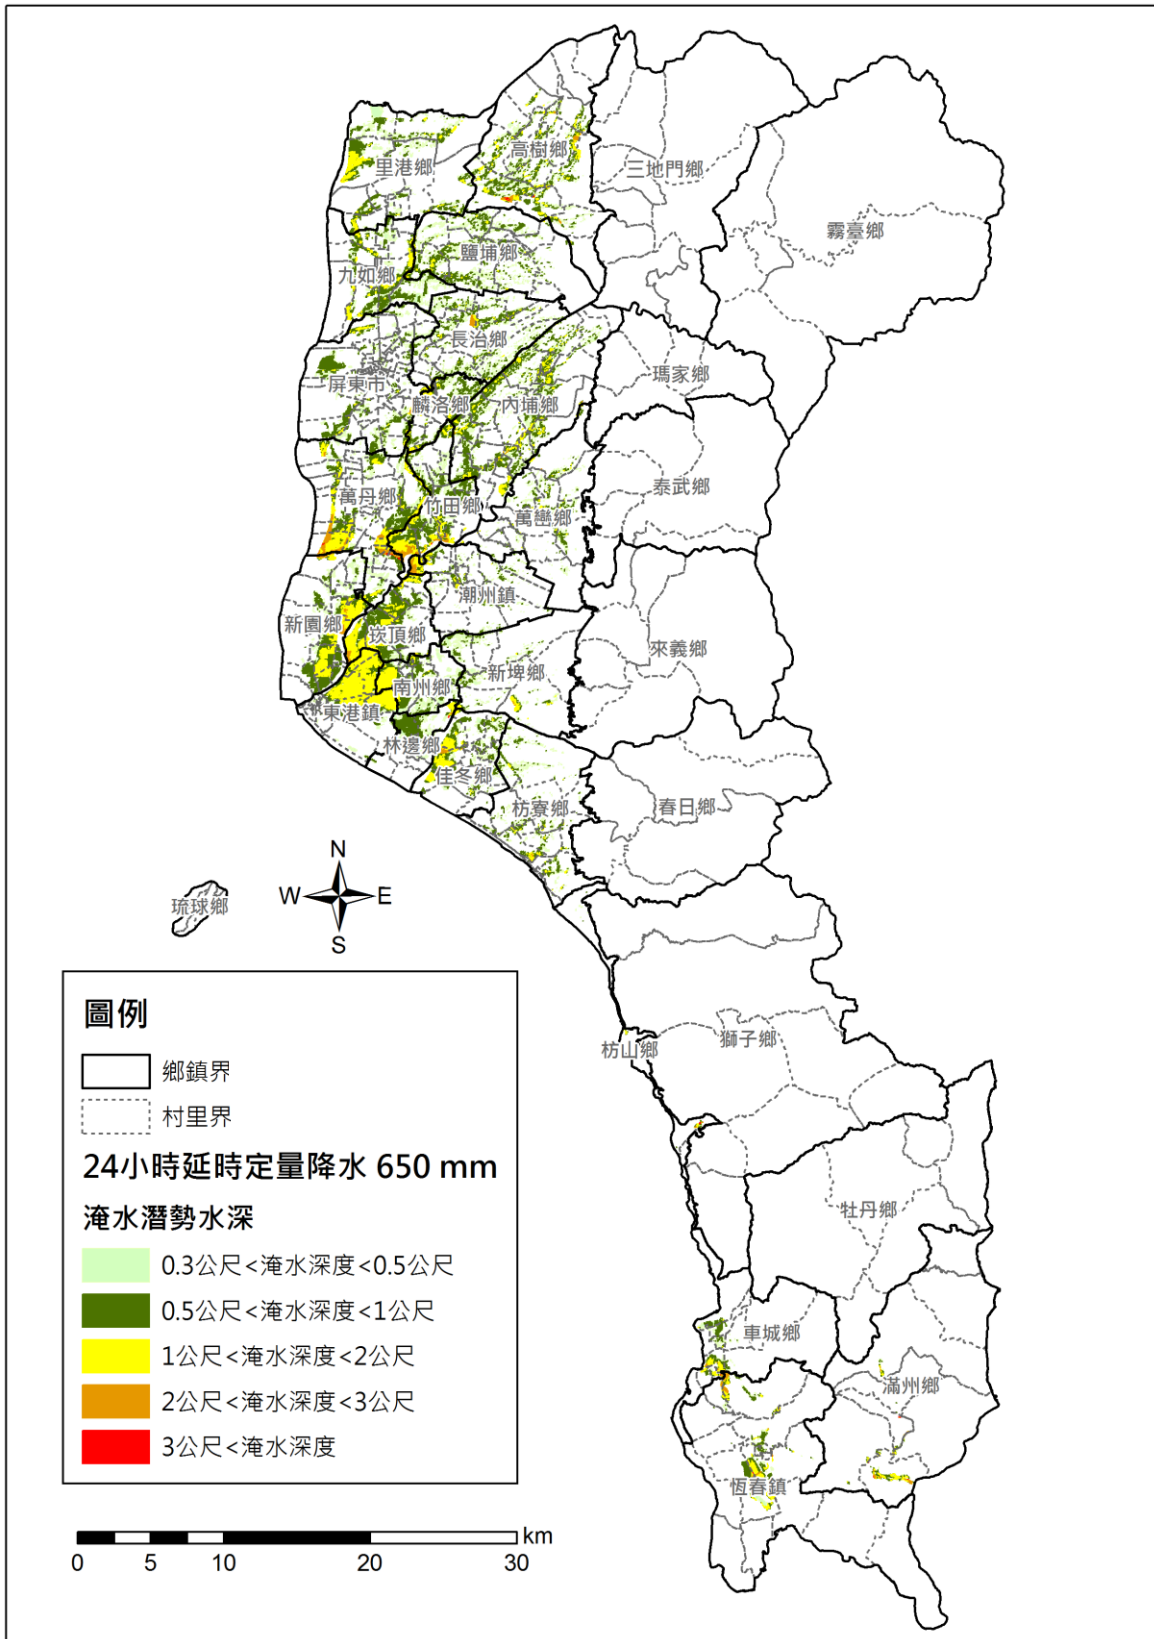 高樹鄉
里港鄉
三地門鄉
霧臺鄉
鹽埔鄉
九如鄉
長治鄉
瑪家鄉
屏東市
麟洛鄉
內埔鄉
泰武鄉
萬丹鄉
竹田鄉
萬巒鄉
潮州鎮
新園鄉
崁頂鄉
來義鄉
新埤鄉
南州鄉
東港鎮
林邊鄉
佳冬鄉
枋寮鄉
春日鄉
N
W
E
S
琉球鄉
枋山鄉
獅子鄉
牡丹鄉
車城鄉
滿州鄉
恆春鎮
圖例
鄉鎮界
村里界
24小時延時定量降水 650 mm
淹水潛勢水深
0.3公尺<淹水深度<0.5公尺
0.5公尺<淹水深度<1公尺
1公尺<淹水深度<2公尺
2公尺<淹水深度<3公尺
3公尺<淹水深度
km
0 5 10 20 30